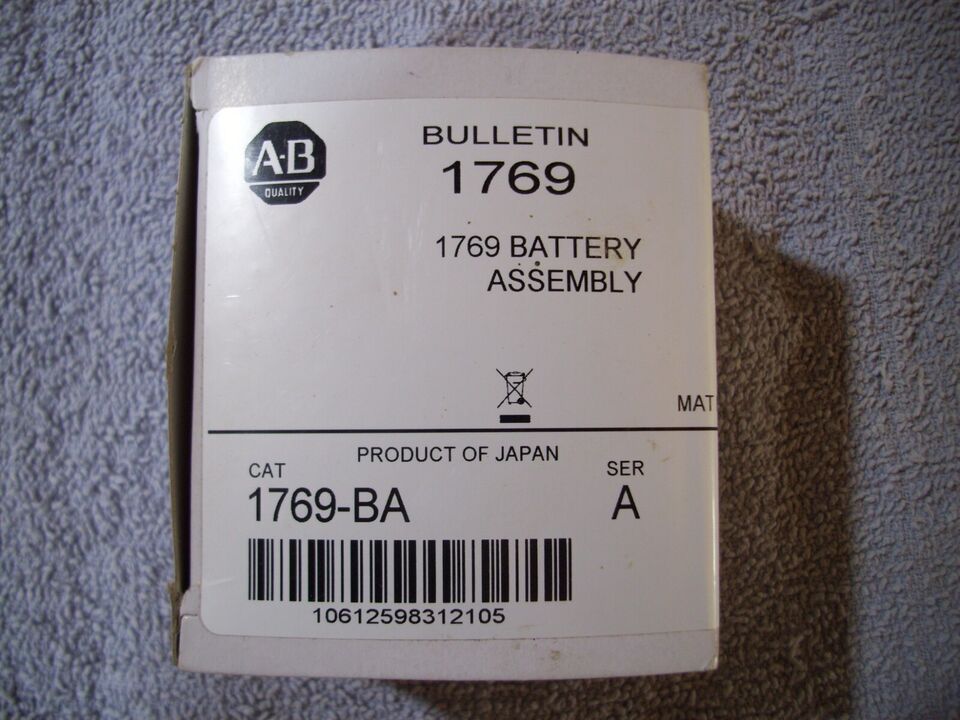 A·B
QUALITY
BULLETIN
1769
1769 BATTERY
ASSEMBLY
MAT
PRODUCT OF JAPAN
CAT
SER
1769-BA
A
10612598312105